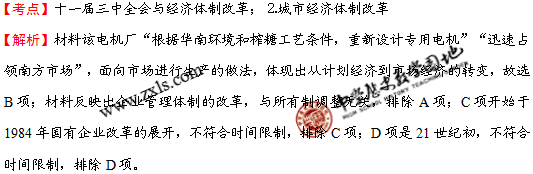 【考点】十一届三中全会与经济体制改革； 2.城市经济体制改革
【解析】材料该电机厂“根据华南环境和榨糖工艺条件，重新设计专用电机”“迅速占
领南方市场”，面向市场进行生产的做法，体现出从计划经济到市场经济的转变，故选
B项；材料反映出企业管理体制的改革，与所有制调整无关，排除A项；C项开始于
1984年国有企业改革的展开，不符合时间限制，排除C项；D项是21世纪初，不符合
时间限制，排除D项。
www.zxls.com